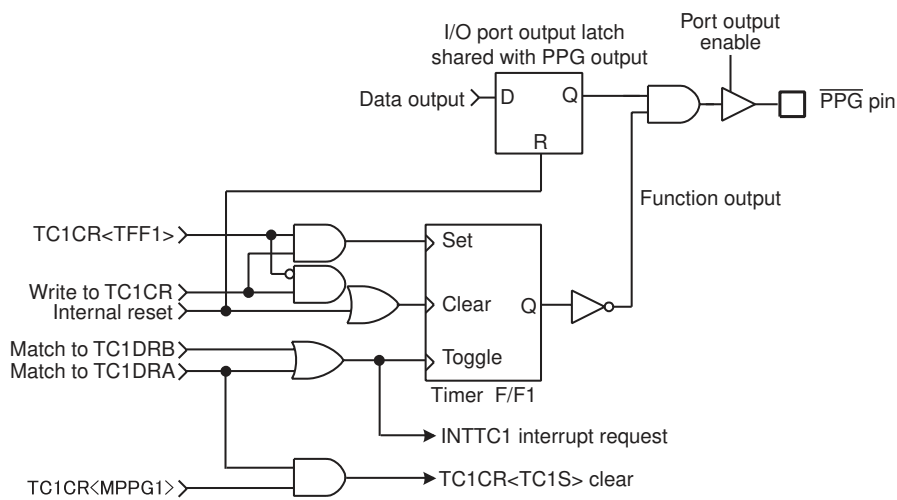 I/O port output latch
shared with PPG output
Port output
enable
Data output
D
Q
R
PPG pin
Function output
TC1CR<TFF1>
Set
Write to TC1CR
Internal reset
Clear
Q
Match to TC1DRB
Match to TC1DRA
Toggle
Timer F/F1
INTTC1 interrupt request
TC1CR<TC1S> clear
TC1CR<MPPG1>